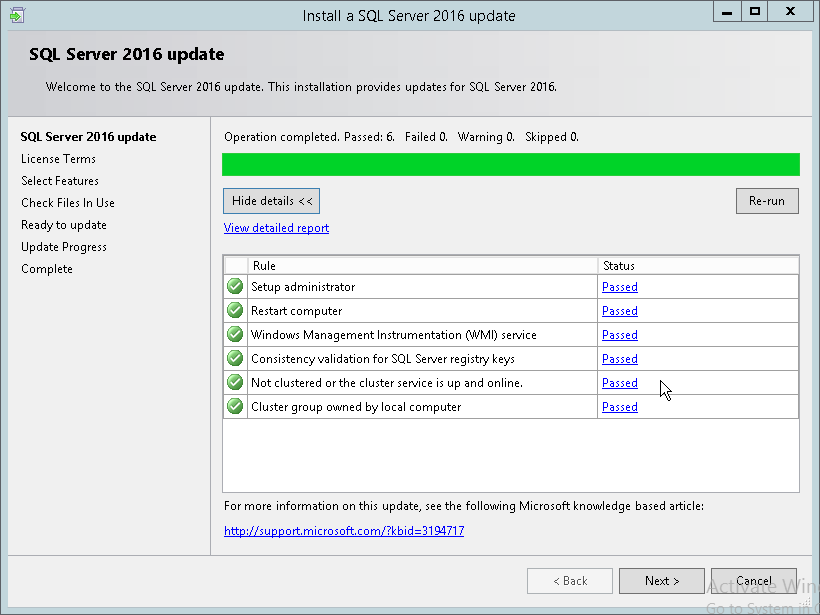 Install a SQL Server 2016 update
SQL Server 2016 update
Welcome to the SQL Server 2016 update. This installation provides updates for SQL Server 2016.
SQL Server 2016 update
License Terms
Select Features
Check Files In Use
Ready to update
Update Progress
Complete
Operation completed. Passed: 6. Failed 0. Warning 0. Skipped 0.
Hide details <<
Re-run
View detailed report
Rule Status
Setup administrator Passed
Restart computer Passed
Windows Management Instrumentation (WMI) service Passed
Consistency validation for SQL Server registry keys Passed
Not clustered or the cluster service is up and online. Passed
Cluster group owned by local computer Passed
For more information on this update, see the following Microsoft knowledge based article:
http://support.microsoft.com/?kbid=3194717
< Back
Next >
Cancel
Activate Win
Go to System in